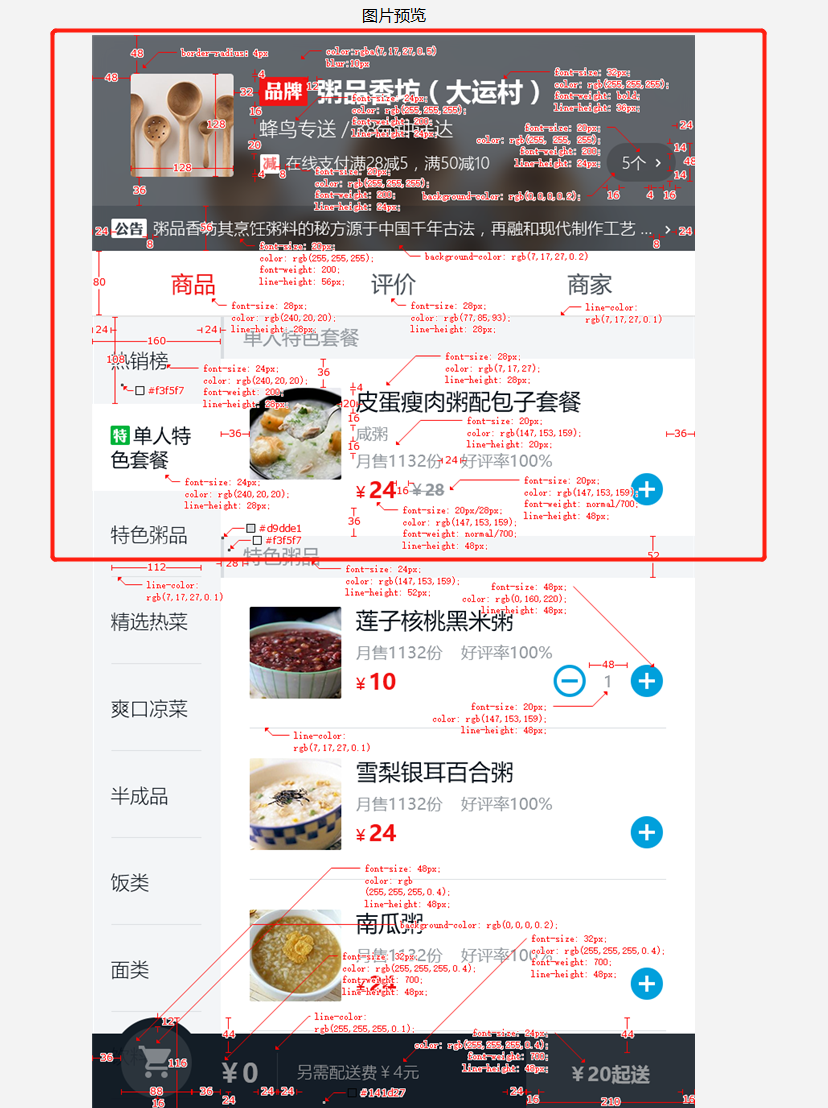 图片预览
48
border-radius: 4px
color:rgba(7,17,27,0.5)
blur:10px
48
4
32
12
品牌 粥品香坊（大运村）
font-size: 32px;
color: rgb(255,255,255);
font-weight: bold;
line-height: 36px;
16
font-size: 24px;
color: rgb(255,255,255);
font-weight: 200;
line-height: 24px;
蜂鸟专送 /
128
128
20
font-size: 20px;
color: rgb(255, 255, 255);
font-weight: 200;
line-height: 24px;
24
14
48
14
减 在线支付满28减5，满50减10
5个 >
4
8
font-size: 20px;
color: rgb(255,255,255);
font-weight: 200;
line-height: 24px;
background-color: rgb(0,0,0,0.2);
16
4
16
36
24
公告 粥品香坊其烹饪粥料的秘方源于中国千年古法，再融和现代制作工艺 ... >
24
8
8
font-size: 20px;
color: rgb(255,255,255);
font-weight: 200;
line-height: 56px;
background-color: rgb(7,17,27,0.2)
80
商品
评价
商家
font-size: 28px;
color: rgb(240,20,20);
line-height: 28px;
font-size: 28px;
color: rgb(77,85,93);
line-height: 28px;
line-color:
rgb(7,17,27,0.1)
24
24
160
单人特色套餐
热销榜
108
#f3f5f7
font-size: 24px;
color: rgb(240,20,20);
font-weight: 200;
line-height: 28px;
36
font-size: 28px;
color: rgb(7,17,27);
line-height: 28px;
4
20
16
16
皮蛋瘦肉粥配包子套餐
咸粥
font-size: 20px;
color: rgb(147,153,159);
line-height: 20px;
特 单人特
色套餐
36
36
月售1132份 好评率100%
24
¥24
16
¥28
font-size: 20px;
color: rgb(147,153,159);
font-weight: normal/700;
line-height: 48px;
font-size: 24px;
color: rgb(240,20,20);
line-height: 28px;
font-size: 20px/28px;
color: rgb(147,153,159);
font-weight: normal/700;
line-height: 48px;
36
特色粥品
#d9dde1
#f3f5f7
特色粥品
28
52
112
line-color:
rgb(7,17,27,0.1)
font-size: 24px;
color: rgb(147,153,159);
line-height: 52px;
font-size: 48px;
color: rgb(0,160,220);
line-height: 48px;
精选热菜
莲子核桃黑米粥
月售1132份 好评率100%
¥10
48
1
爽口凉菜
font-size: 20px;
color: rgb(147,153,159);
line-height: 48px;
line-color:
rgb(7,17,27,0.1)
雪梨银耳百合粥
月售1132份 好评率100%
¥24
半成品
饭类
font-size: 48px;
color: rgb
(255,255,255,0.4);
line-height: 48px;
南瓜粥
background-color: rgb(0,0,0,0.2);
月售1132份 好评率100%
¥24
font-size: 32px;
color: rgb(255,255,255,0.4);
font-weight: 700;
line-height: 48px;
font-size: 32px;
color: rgb(255,255,255,0.4);
font-weight: 700;
line-height: 48px;
面类
12
44
line-color:
rgb(255,255,255,0.1);
font-size: 24px;
color: rgb(255,255,255,0.4);
font-weight: 700;
line-height: 48px;
44
36
116
¥0
另需配送费¥4元
¥20起送
88
36
24
24
#141d27
24
210
16
24
16
16